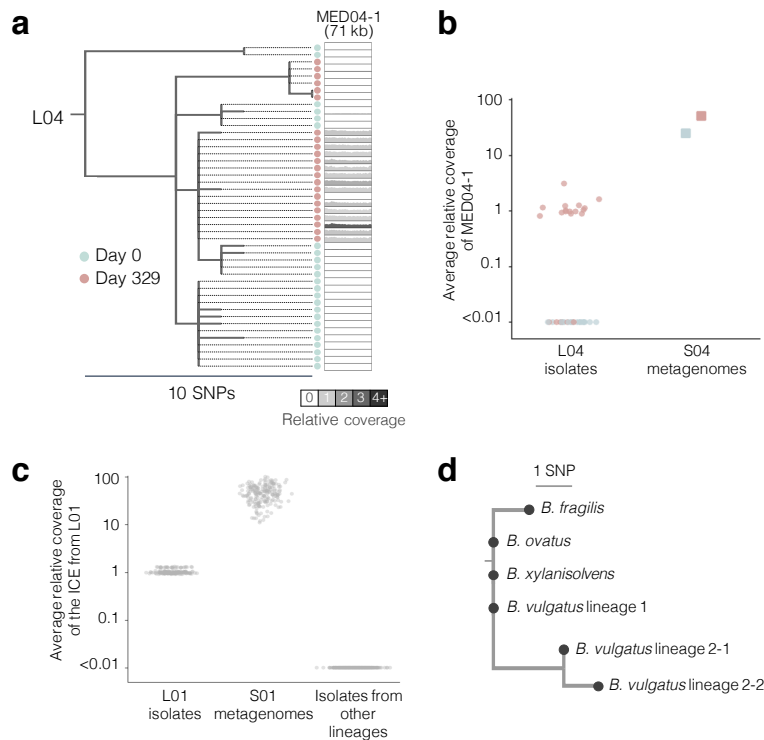 a
MED04-1
(71 kb)
L04
Day 0
Day 329
10 SNPs
0 1 2 3 4+
Relative coverage
b
Average relative coverage
of MED04-1
100
10
1
0.1
<0.01
L04
isolates
S04
metagenomes
c
Average relative coverage
of the ICE from L01
100
10
1
0.1
<0.01
L01
isolates
S01
metagenomes
Isolates from
other
lineages
d
1 SNP
B. fragilis
B. ovatus
B. xylanisolvens
B. vulgatus lineage 1
B. vulgatus lineage 2-1
B. vulgatus lineage 2-2